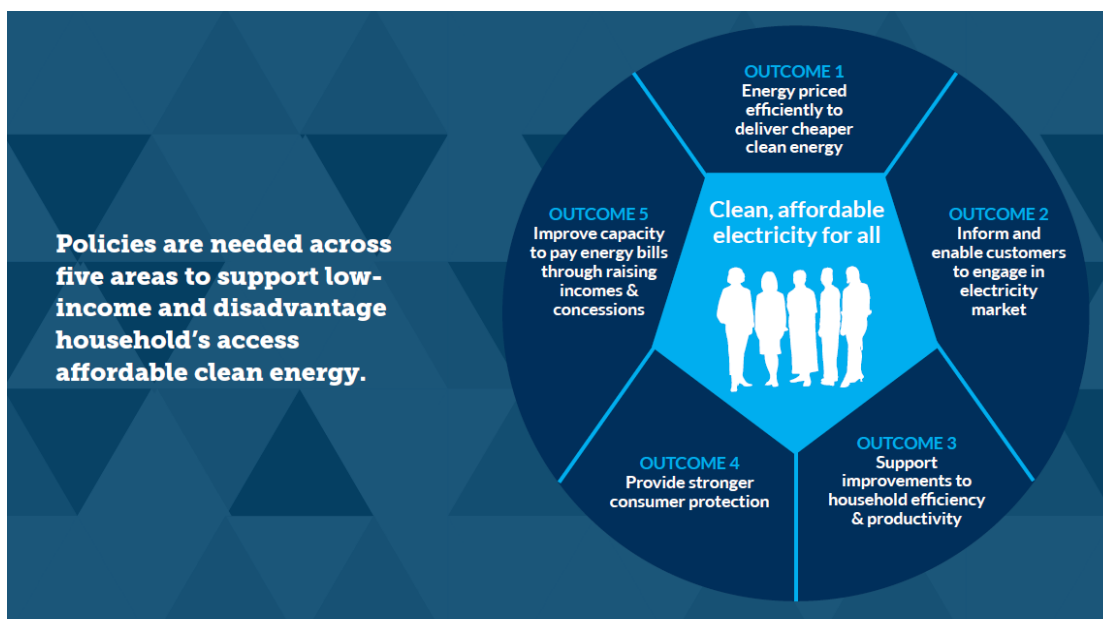 Policies are needed across
five areas to support low-
income and disadvantage
household's access
affordable clean energy.
OUTCOME 1
Energy priced
efficiently to
deliver cheaper
clean energy
OUTCOME 2
Inform and
enable customers
to engage in
electricity
market
OUTCOME 3
Support
improvements to
household efficiency
& productivity
OUTCOME 4
Provide stronger
consumer protection
OUTCOME 5
Improve capacity
to pay energy bills
through raising
incomes &
concessions
Clean, affordable
electricity for all